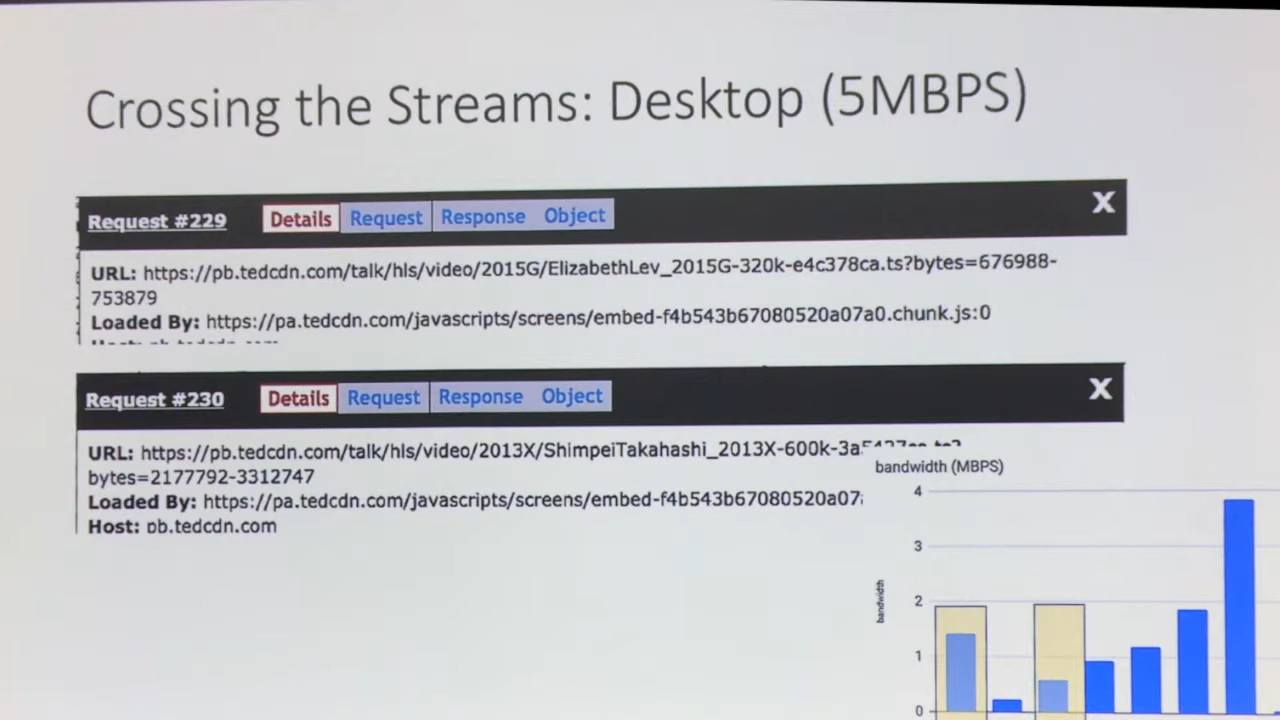 Crossing the Streams: Desktop (5MBPS)
Request #229 Details Request Response Object X
URL: https://pb.tedcdn.com/talk/hls/video/2015G/ElizabethLev_2015G-320k-e4c378ca.ts?bytes=676988-
753879
Loaded By: https://pa.tedcdn.com/javascripts/screens/embed-f4b543b67080520a07a0.chunk.js:0
Request #230 Details Request Response Object X
URL: https://pb.tedcdn.com/talk/hls/video/2013X/ShimpeiTakahashi_2013X-600k-3a
bytes=2177792-3312747
Loaded By: https://pa.tedcdn.com/javascripts/screens/embed-f4b543b67080520a07
Host: pb.tedcdn.com
bandwidth (MBPS)
bandwidth
4
3
2
1
0